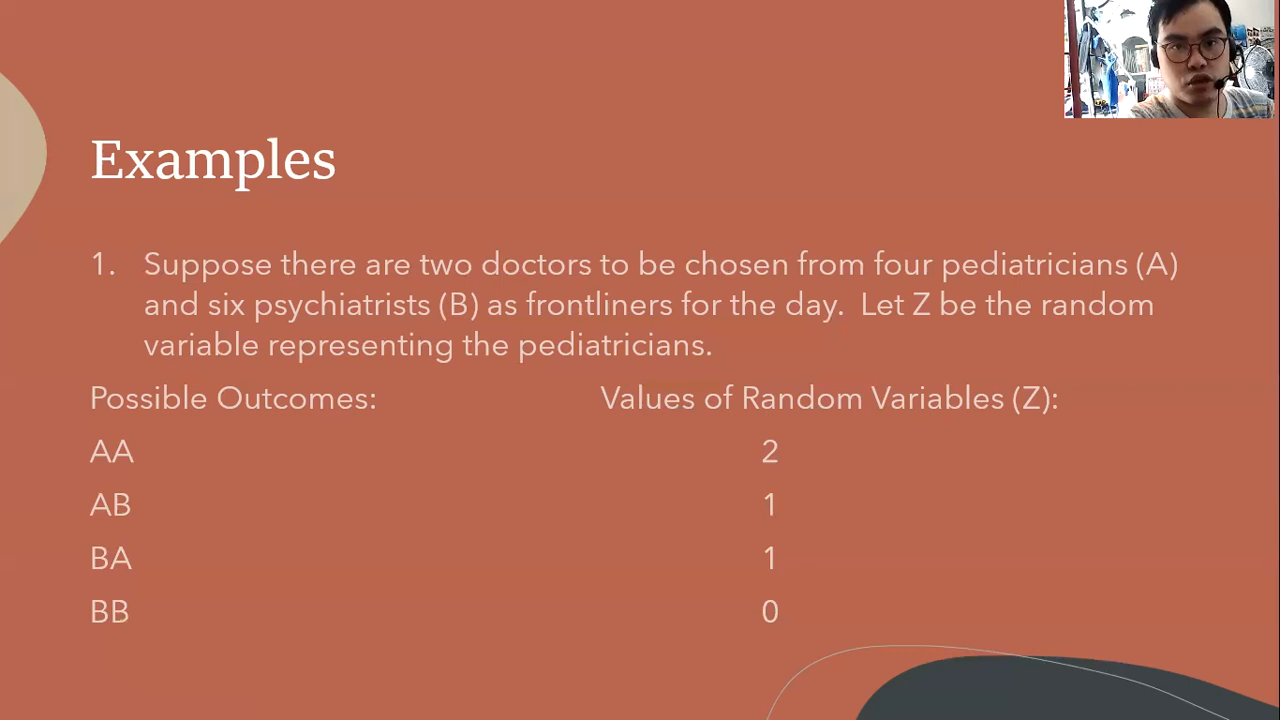 Examples
1. Suppose there are two doctors to be chosen from four pediatricians (A)
and six psychiatrists (B) as frontliners for the day.  Let Z be the random
variable representing the pediatricians.
Possible Outcomes: Values of Random Variables (Z):
AA 2
AB 1
BA 1
BB 0